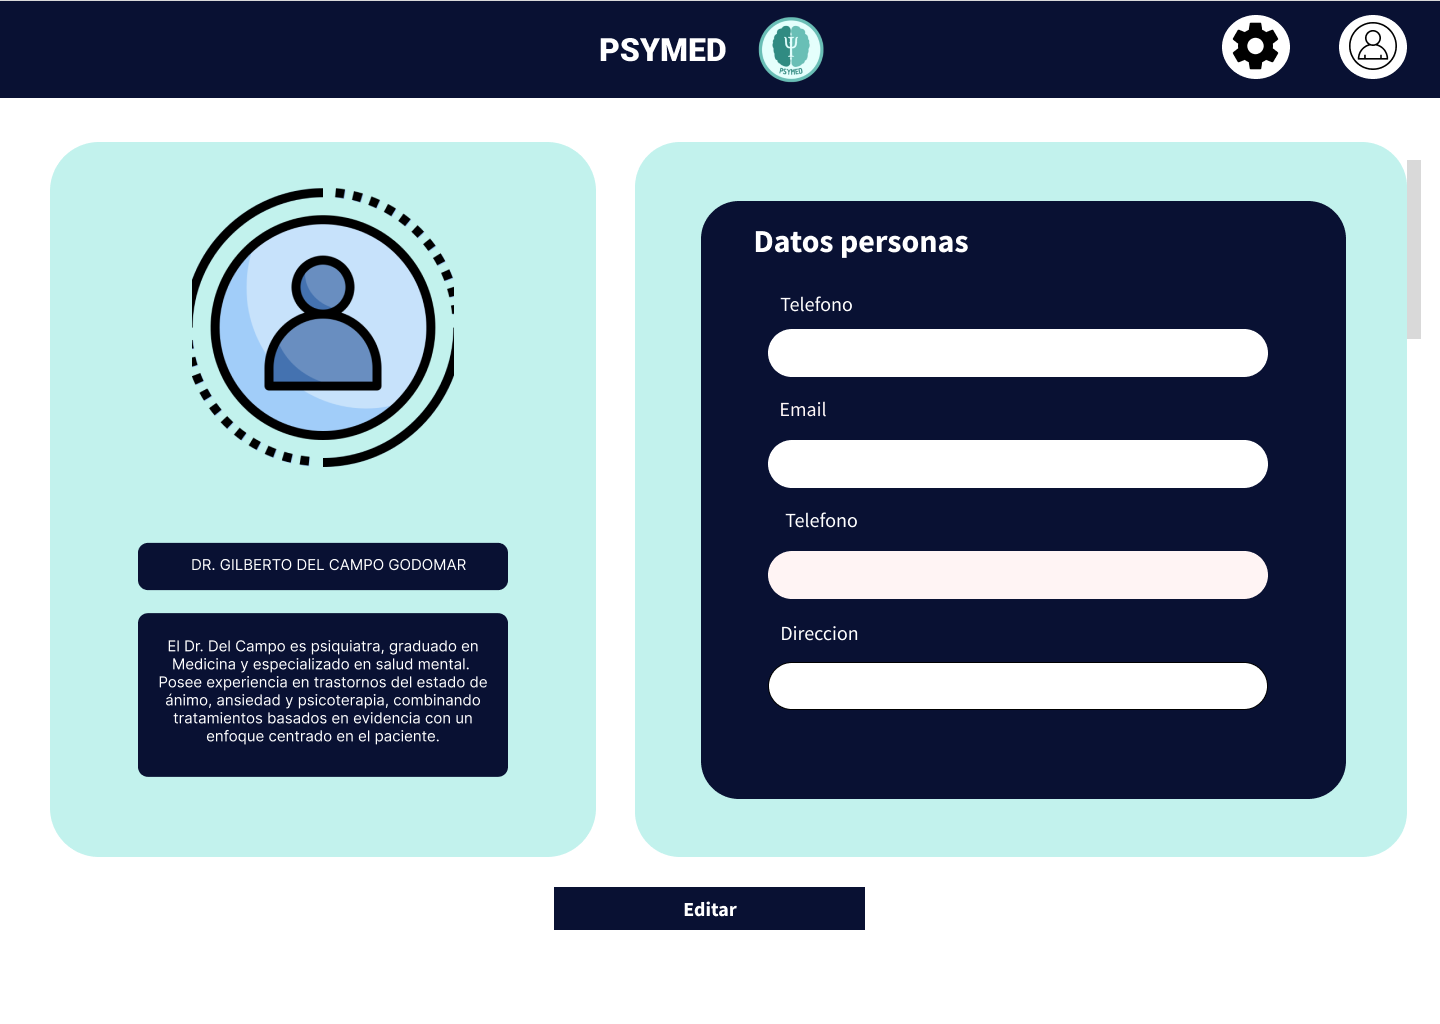 PSYMED
PSYMED
DR. GILBERTO DEL CAMPO GODOMAR
El Dr. Del Campo es psiquiatra, graduado en
Medicina y especializado en salud mental.
Posee experiencia en trastornos del estado de
ánimo, ansiedad y psicoterapia, combinando
tratamientos basados en evidencia con un
enfoque centrado en el paciente.
Datos personas
Telefono
Email
Telefono
Direccion
Editar